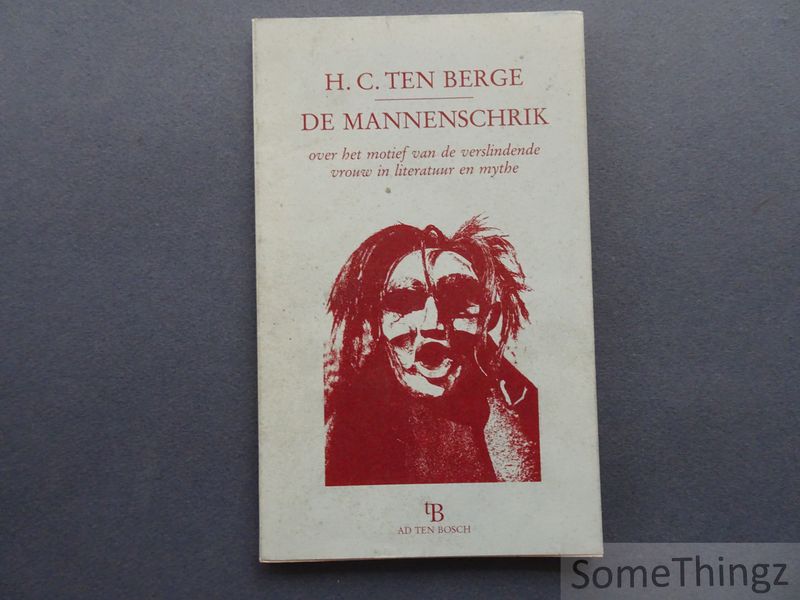 H. C. TEN BERGE
DE MANNENSCHRIK
over het motief van de verslindende
vrouw in literatuur en mythe
tB
AD TEN BOSCH
SomeThingz